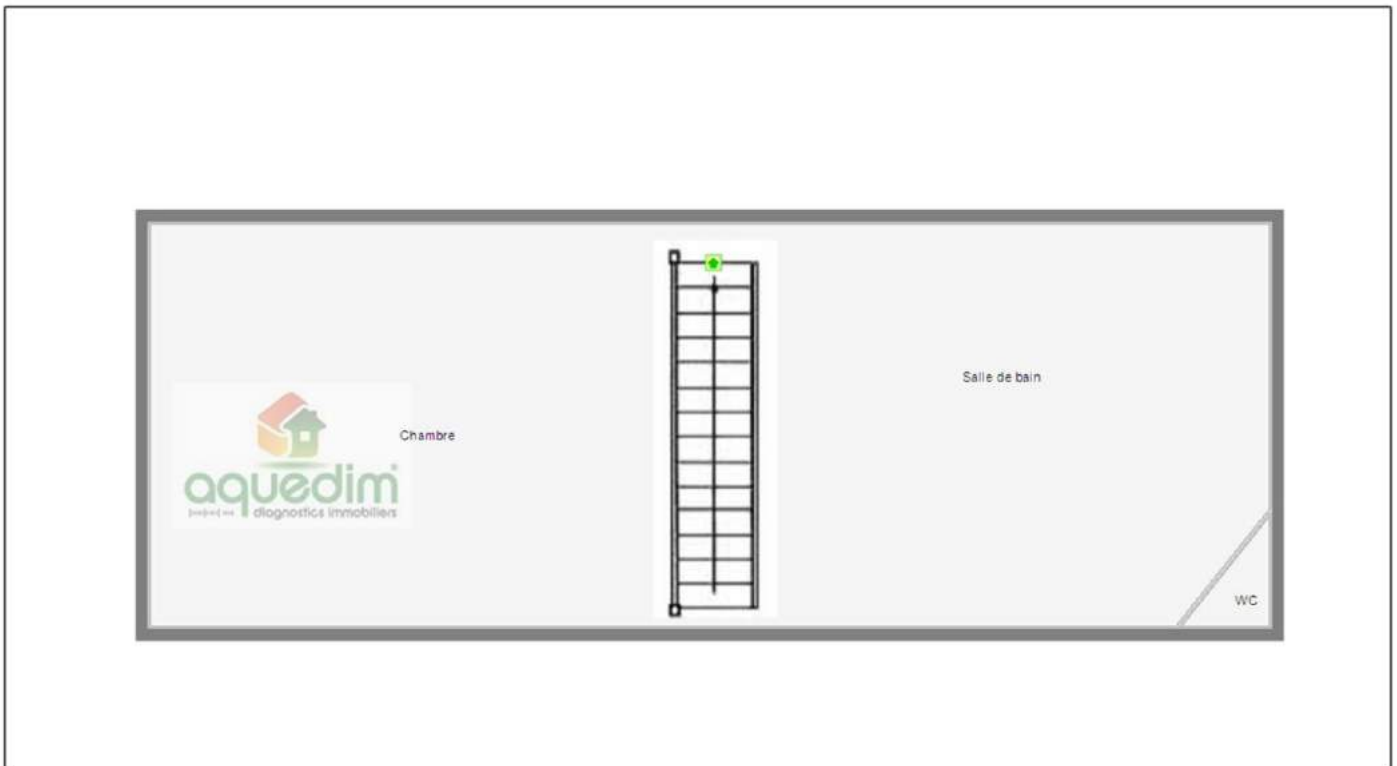 Salle de bain
Chambre
aquedim
diagnostics immobiliers
WC